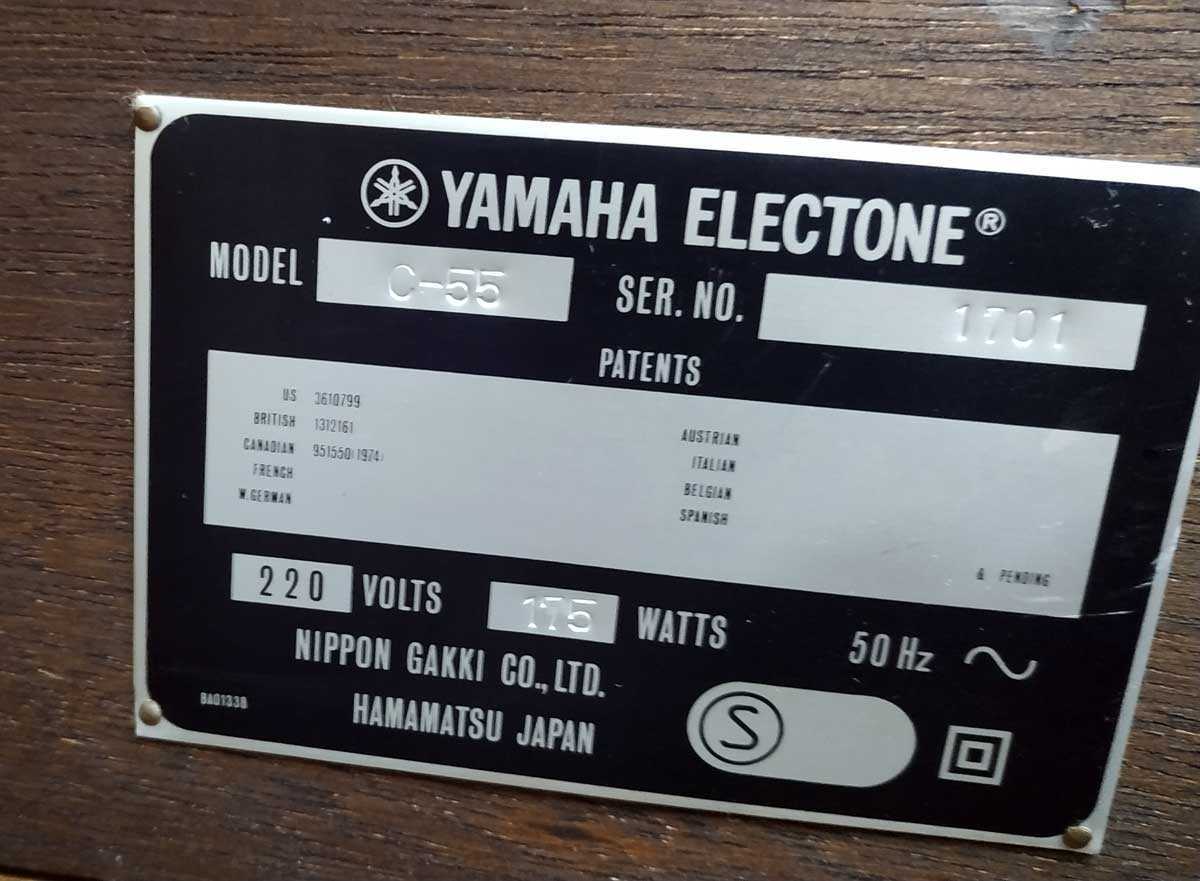 YAMAHA ELECTONE®
MODEL C-55 SER. NO. 1701
PATENTS
US 3610799
BRITISH 1312161
CANADIAN 951550(1974)
FRENCH
W.GERMAN
AUSTRIAN
ITALIAN
BELGIAN
SPANISH
& PENDING
220 VOLTS 175 WATTS 50 Hz
NIPPON GAKKI CO., LTD.
HAMAMATSU JAPAN
BA01338
S